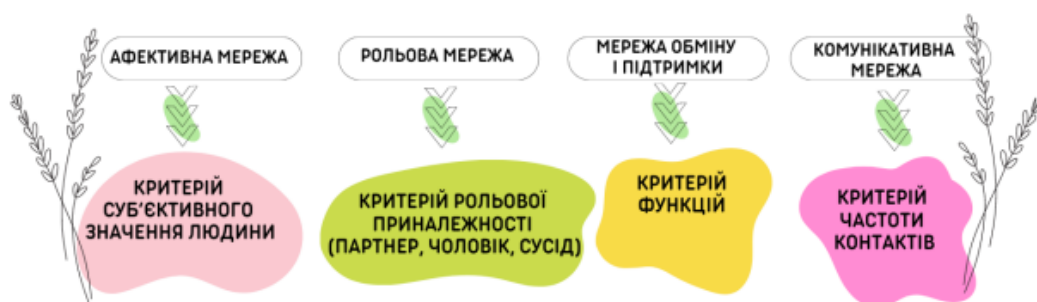 АФЕКТИВНА МЕРЕЖА
РОЛЬОВА МЕРЕЖА
МЕРЕЖА ОБМІНУ
І ПІДТРИМКИ
КОМУНІКАТИВНА
МЕРЕЖА
КРИТЕРІЙ
СУБ'ЄКТИВНОГО
ЗНАЧЕННЯ ЛЮДИНИ
КРИТЕРІЙ РОЛЬОВОЇ
ПРИНАЛЕЖНОСТІ
(ПАРТНЕР, ЧОЛОВІК, СУСІД)
КРИТЕРІЙ
ФУНКЦІЙ
КРИТЕРІЙ
ЧАСТОТИ
КОНТАКТІВ